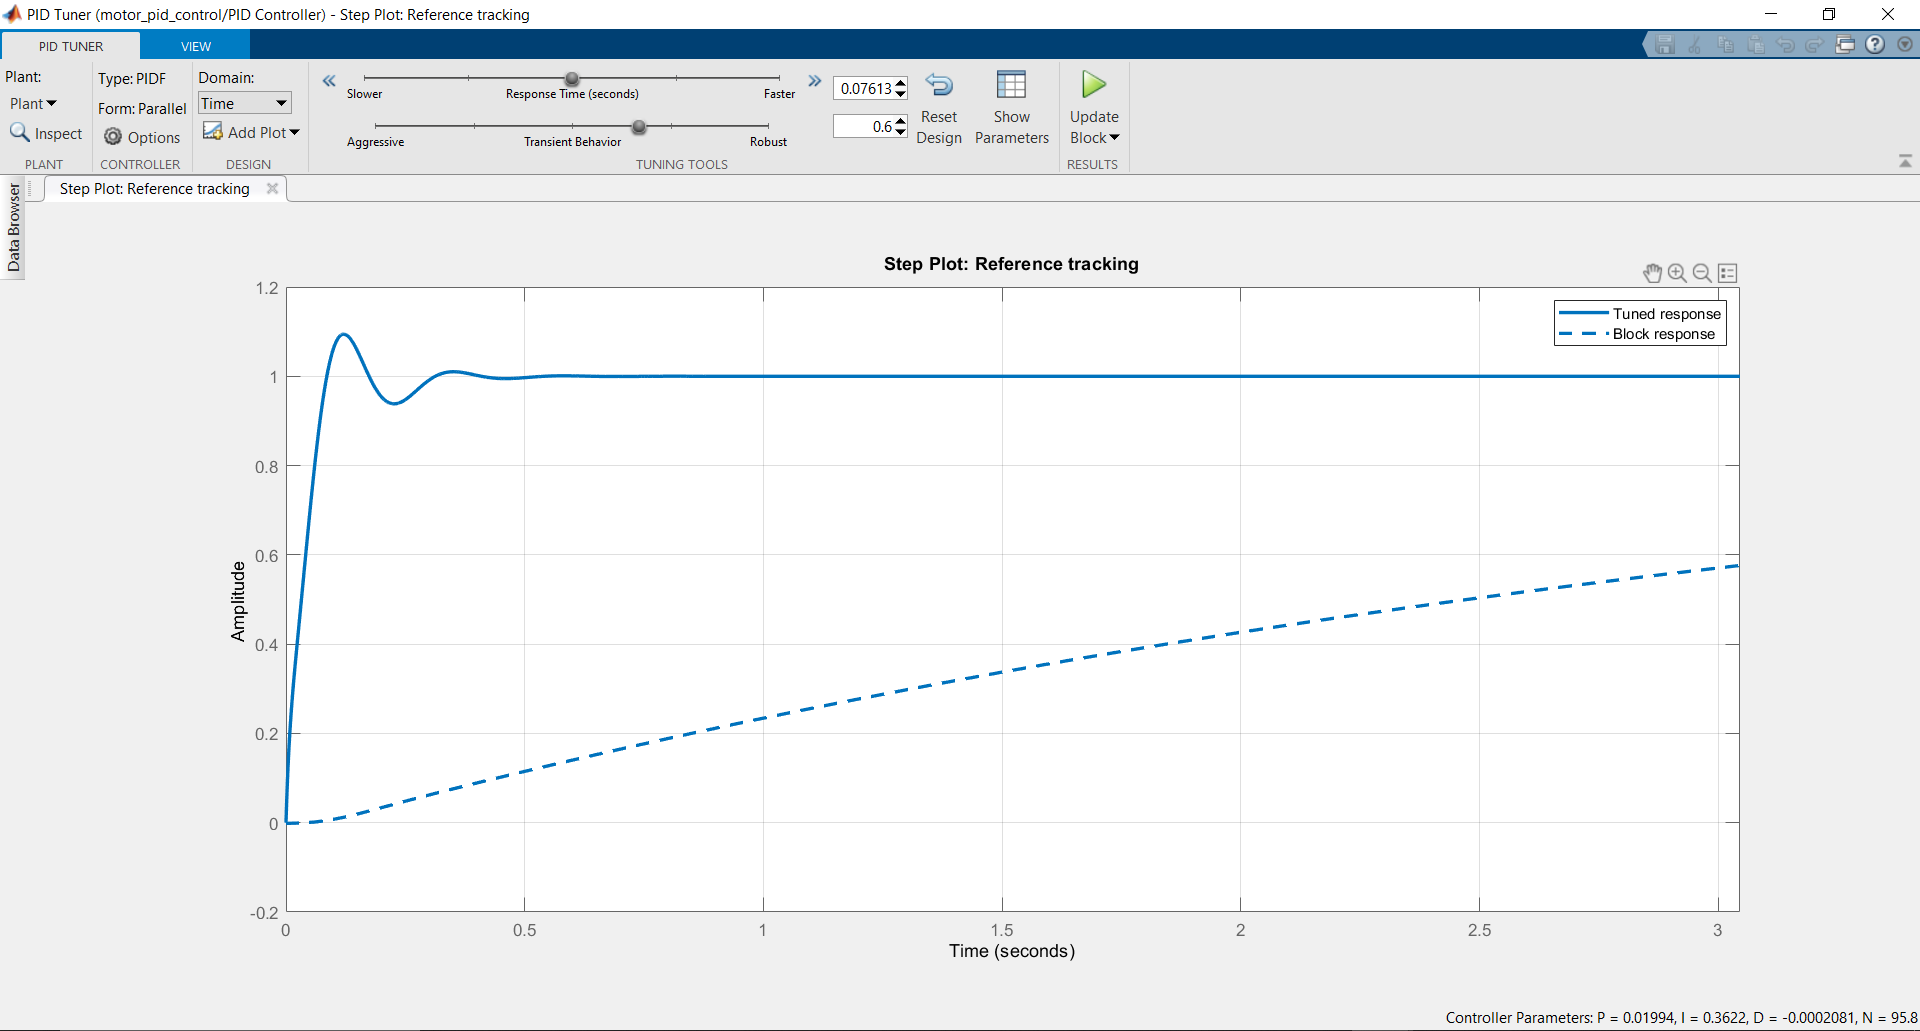 PID Tuner (motor_pid_control/PID Controller) - Step Plot: Reference tracking
PID TUNER
VIEW
Plant:
Plant
Inspect
PLANT
Type: PIDF
Form: Parallel
Options
CONTROLLER
Domain:
Time
Add Plot
DESIGN
Slower
Response Time (seconds)
Faster
0.07613
Aggressive
Transient Behavior
Robust
0.6
Reset
Design
Show
Parameters
TUNING TOOLS
Update
Block
RESULTS
Data Browser
Step Plot: Reference tracking
Step Plot: Reference tracking
Tuned response
Block response
Amplitude
1.2
1
0.8
0.6
0.4
0.2
0
-0.2
0
0.5
1
1.5
2
2.5
3
Time (seconds)
Controller Parameters: P = 0.01994, I = 0.3622, D = -0.0002081, N = 95.8